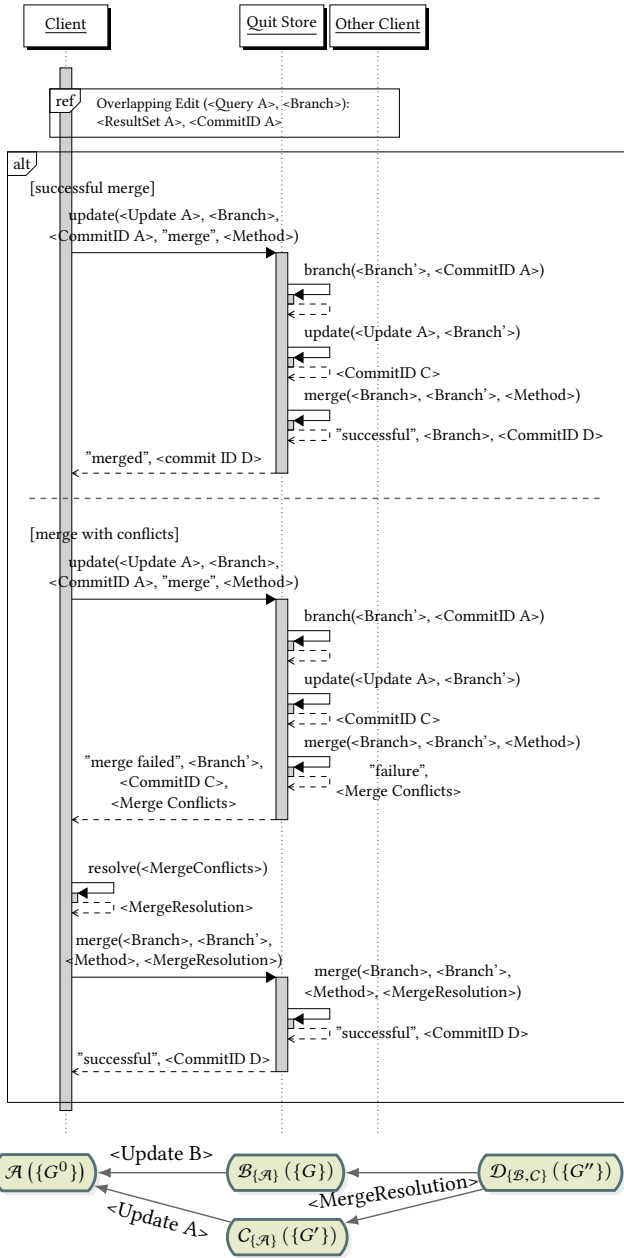 Client
Quit Store
Other Client
ref
Overlapping Edit (<Query A>, <Branch>):
<ResultSet A>, <CommitID A>
alt
[successful merge]
update(<Update A>, <Branch>,
<CommitID A>, "merge", <Method>)
branch(<Branch'>, <CommitID A>)
update(<Update A>, <Branch'>)
<CommitID C>
merge(<Branch>, <Branch'>, <Method>)
"successful", <Branch>, <CommitID D>
"merged", <commit ID D>
[merge with conflicts]
update(<Update A>, <Branch>,
<CommitID A>, "merge", <Method>)
branch(<Branch'>, <CommitID A>)
update(<Update A>, <Branch'>)
<CommitID C>
merge(<Branch>, <Branch'>, <Method>)
"failure",
<Merge Conflicts>
"merge failed", <Branch'>,
<CommitID C>,
<Merge Conflicts>
resolve(<MergeConflicts>)
<MergeResolution>
merge(<Branch>, <Branch'>,
<Method>, <MergeResolution>)
merge(<Branch>, <Branch'>,
<Method>, <MergeResolution>)
"successful", <CommitID D>
"successful", <CommitID D>
𝒜 ({G⁰})
<Update B>
ℬ_{𝒜} ({G})
𝒟_{ℬ,𝒞} ({G''})
<Update A>
<MergeResolution>
𝒞_{𝒜} ({G'})